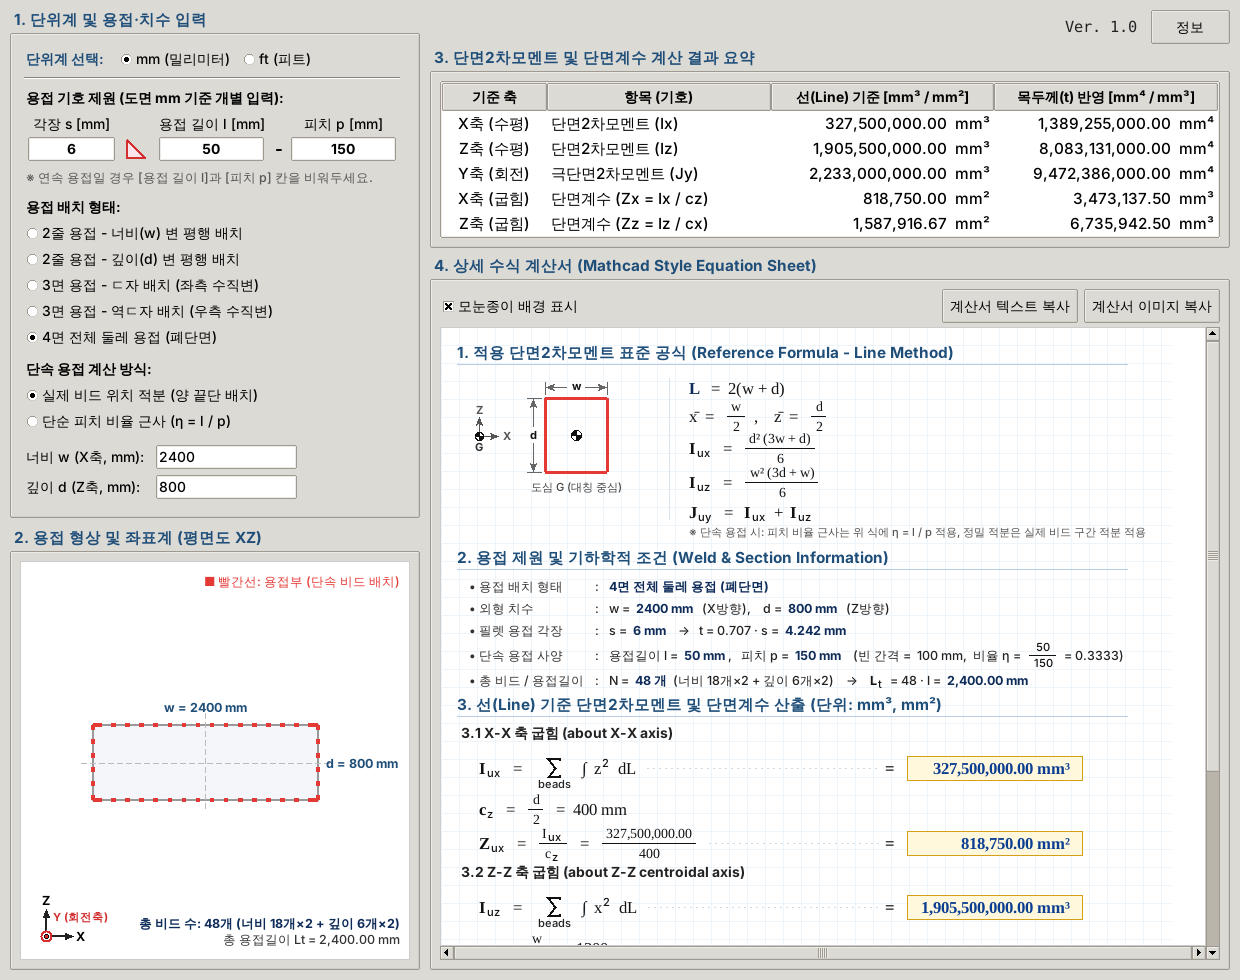 1. 단위계 및 용접·치수 입력
단위계 선택: mm (밀리미터) ft (피트)
용접 기호 제원 (도면 mm 기준 개별 입력):
각장 s [mm] 용접 길이 l [mm] 피치 p [mm]
6 50 - 150
※ 연속 용접일 경우 [용접 길이 l]과 [피치 p] 칸을 비워두세요.
용접 배치 형태:
2줄 용접 - 너비(w) 변 평행 배치
2줄 용접 - 깊이(d) 변 평행 배치
3면 용접 - ㄷ자 배치 (좌측 수직변)
3면 용접 - 역ㄷ자 배치 (우측 수직변)
4면 전체 둘레 용접 (폐단면)
단속 용접 계산 방식:
실제 비드 위치 적분 (양 끝단 배치)
단순 피치 비율 근사 (η = l / p)
너비 w (X축, mm): 2400
깊이 d (Z축, mm): 800
2. 용접 형상 및 좌표계 (평면도 XZ)
■ 빨간선: 용접부 (단속 비드 배치)
w = 2400 mm
d = 800 mm
Z
Y (회전축)
X
총 비드 수: 48개 (너비 18개×2 + 깊이 6개×2)
총 용접길이 Lt = 2,400.00 mm
Ver. 1.0 정보
3. 단면2차모멘트 및 단면계수 계산 결과 요약
기준 축 항목 (기호) 선(Line) 기준 [mm³ / mm²] 목두께(t) 반영 [mm⁴ / mm³]
X축 (수평) 단면2차모멘트 (Ix) 327,500,000.00 mm³ 1,389,255,000.00 mm⁴
Z축 (수평) 단면2차모멘트 (Iz) 1,905,500,000.00 mm³ 8,083,131,000.00 mm⁴
Y축 (회전) 극단면2차모멘트 (Jy) 2,233,000,000.00 mm³ 9,472,386,000.00 mm⁴
X축 (굽힘) 단면계수 (Zx = Ix / cz) 818,750.00 mm² 3,473,137.50 mm³
Z축 (굽힘) 단면계수 (Zz = Iz / cx) 1,587,916.67 mm² 6,735,942.50 mm³
4. 상세 수식 계산서 (Mathcad Style Equation Sheet)
모눈종이 배경 표시 계산서 텍스트 복사 계산서 이미지 복사
1. 적용 단면2차모멘트 표준 공식 (Reference Formula - Line Method)
w
d
Z
X
G
도심 G (대칭 중심)
L = 2(w + d)
x̄ = w/2 , z̄ = d/2
Iux = d² (3w + d)/6
Iuz = w² (3d + w)/6
Juy = Iux + Iuz
※ 단속 용접 시: 피치 비율 근사는 위 식에 η = l / p 적용, 정밀 적분은 실제 비드 구간 적분 적용
2. 용접 제원 및 기하학적 조건 (Weld & Section Information)
• 용접 배치 형태 : 4면 전체 둘레 용접 (폐단면)
• 외형 치수 : w = 2400 mm (X방향), d = 800 mm (Z방향)
• 필렛 용접 각장 : s = 6 mm → t = 0.707 · s = 4.242 mm
• 단속 용접 사양 : 용접길이 l = 50 mm , 피치 p = 150 mm (빈 간격 = 100 mm, 비율 η = 50/150 = 0.3333)
• 총 비드 / 용접길이 : N = 48 개 (너비 18개×2 + 깊이 6개×2) → Lt = 48 · l = 2,400.00 mm
3. 선(Line) 기준 단면2차모멘트 및 단면계수 산출 (단위: mm³, mm²)
3.1 X-X 축 굽힘 (about X-X axis)
Iux = ∑ beads ∫ z² dL = 327,500,000.00 mm³
cz = d/2 = 400 mm
Zux = Iux/cz = 327,500,000.00/400 = 818,750.00 mm²
3.2 Z-Z 축 굽힘 (about Z-Z centroidal axis)
Iuz = ∑ beads ∫ x² dL = 1,905,500,000.00 mm³
w